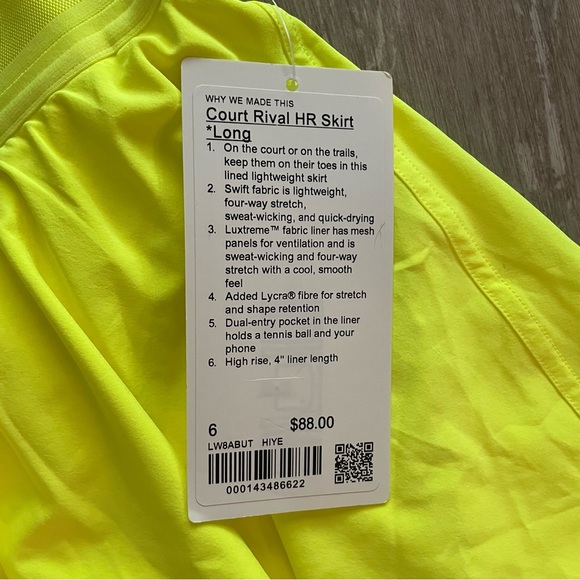 WHY WE MADE THIS
Court Rival HR Skirt
*Long
1. On the court or on the trails,
keep them on their toes in this
lined lightweight skirt
2. Swift fabric is lightweight,
four-way stretch,
sweat-wicking, and quick-drying
3. Luxtreme™ fabric liner has mesh
panels for ventilation and is
sweat-wicking and four-way
stretch with a cool, smooth
feel
4. Added Lycra® fibre for stretch
and shape retention
5. Dual-entry pocket in the liner
holds a tennis ball and your
phone
6. High rise, 4" liner length
6 $88.00
LW8ABUT HIYE
000143486622